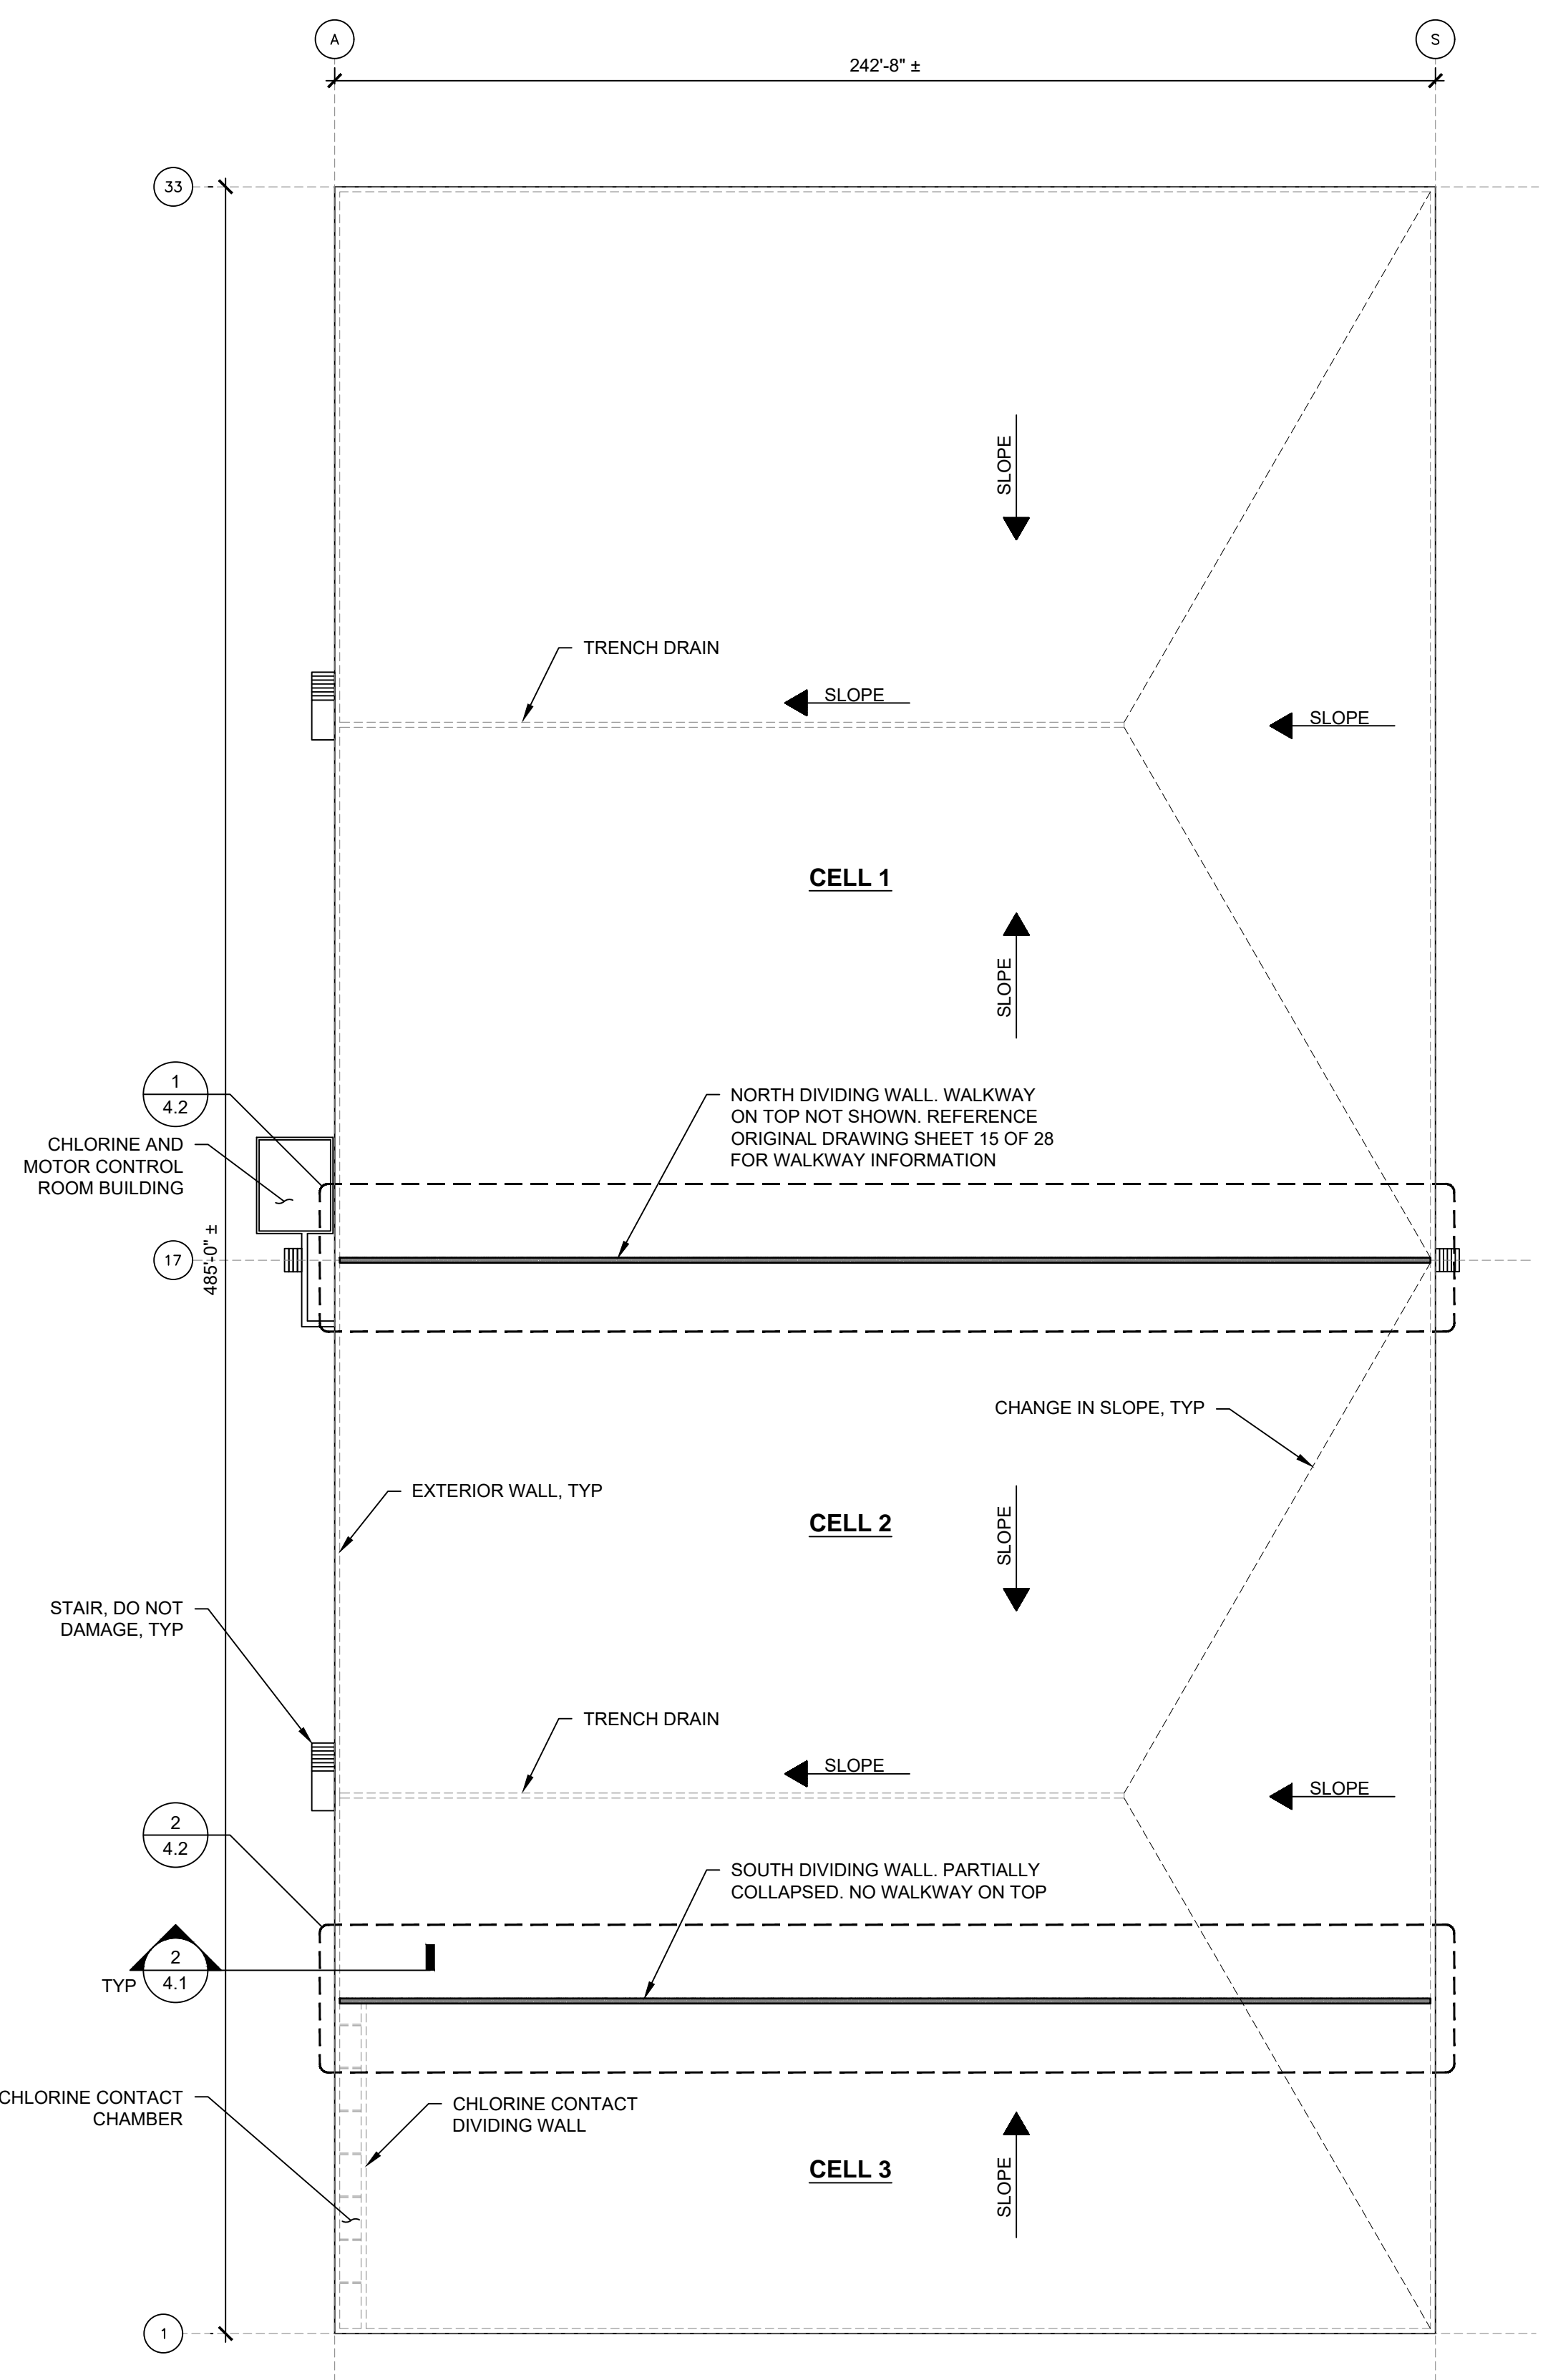 A
S
242'-8" ±
33
SLOPE
TRENCH DRAIN
SLOPE
SLOPE
CELL 1
SLOPE
1
4.2
NORTH DIVIDING WALL. WALKWAY
ON TOP NOT SHOWN. REFERENCE
ORIGINAL DRAWING SHEET 15 OF 28
FOR WALKWAY INFORMATION
CHLORINE AND
MOTOR CONTROL
ROOM BUILDING
17
485'-0" ±
CHANGE IN SLOPE, TYP
EXTERIOR WALL, TYP
CELL 2
SLOPE
STAIR, DO NOT
DAMAGE, TYP
TRENCH DRAIN
SLOPE
SLOPE
2
4.2
SOUTH DIVIDING WALL. PARTIALLY
COLLAPSED. NO WALKWAY ON TOP
2
4.1
TYP
CHLORINE CONTACT
CHAMBER
CHLORINE CONTACT
DIVIDING WALL
CELL 3
SLOPE
1